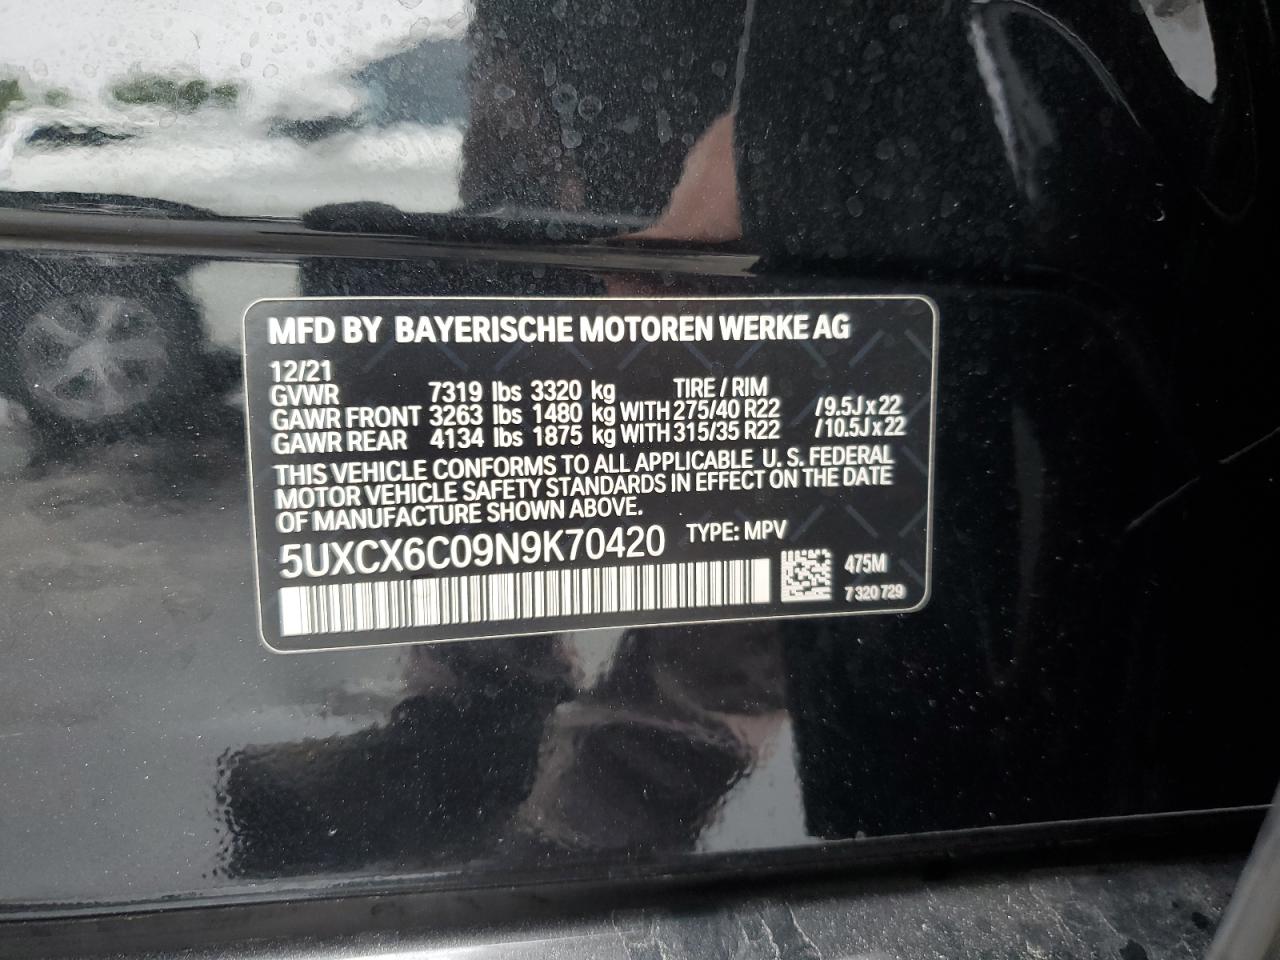 MFD BY BAYERISCHE MOTOREN WERKE AG
12/21
GVWR 7319 lbs 3320 kg TIRE / RIM
GAWR FRONT 3263 lbs 1480 kg WITH 275/40 R22 / 9.5J x 22
GAWR REAR 4134 lbs 1875 kg WITH 315/35 R22 / 10.5J x 22
THIS VEHICLE CONFORMS TO ALL APPLICABLE U. S. FEDERAL
MOTOR VEHICLE SAFETY STANDARDS IN EFFECT ON THE DATE
OF MANUFACTURE SHOWN ABOVE.
5UXCX6C09N9K70420 TYPE: MPV
475M
7 320 729